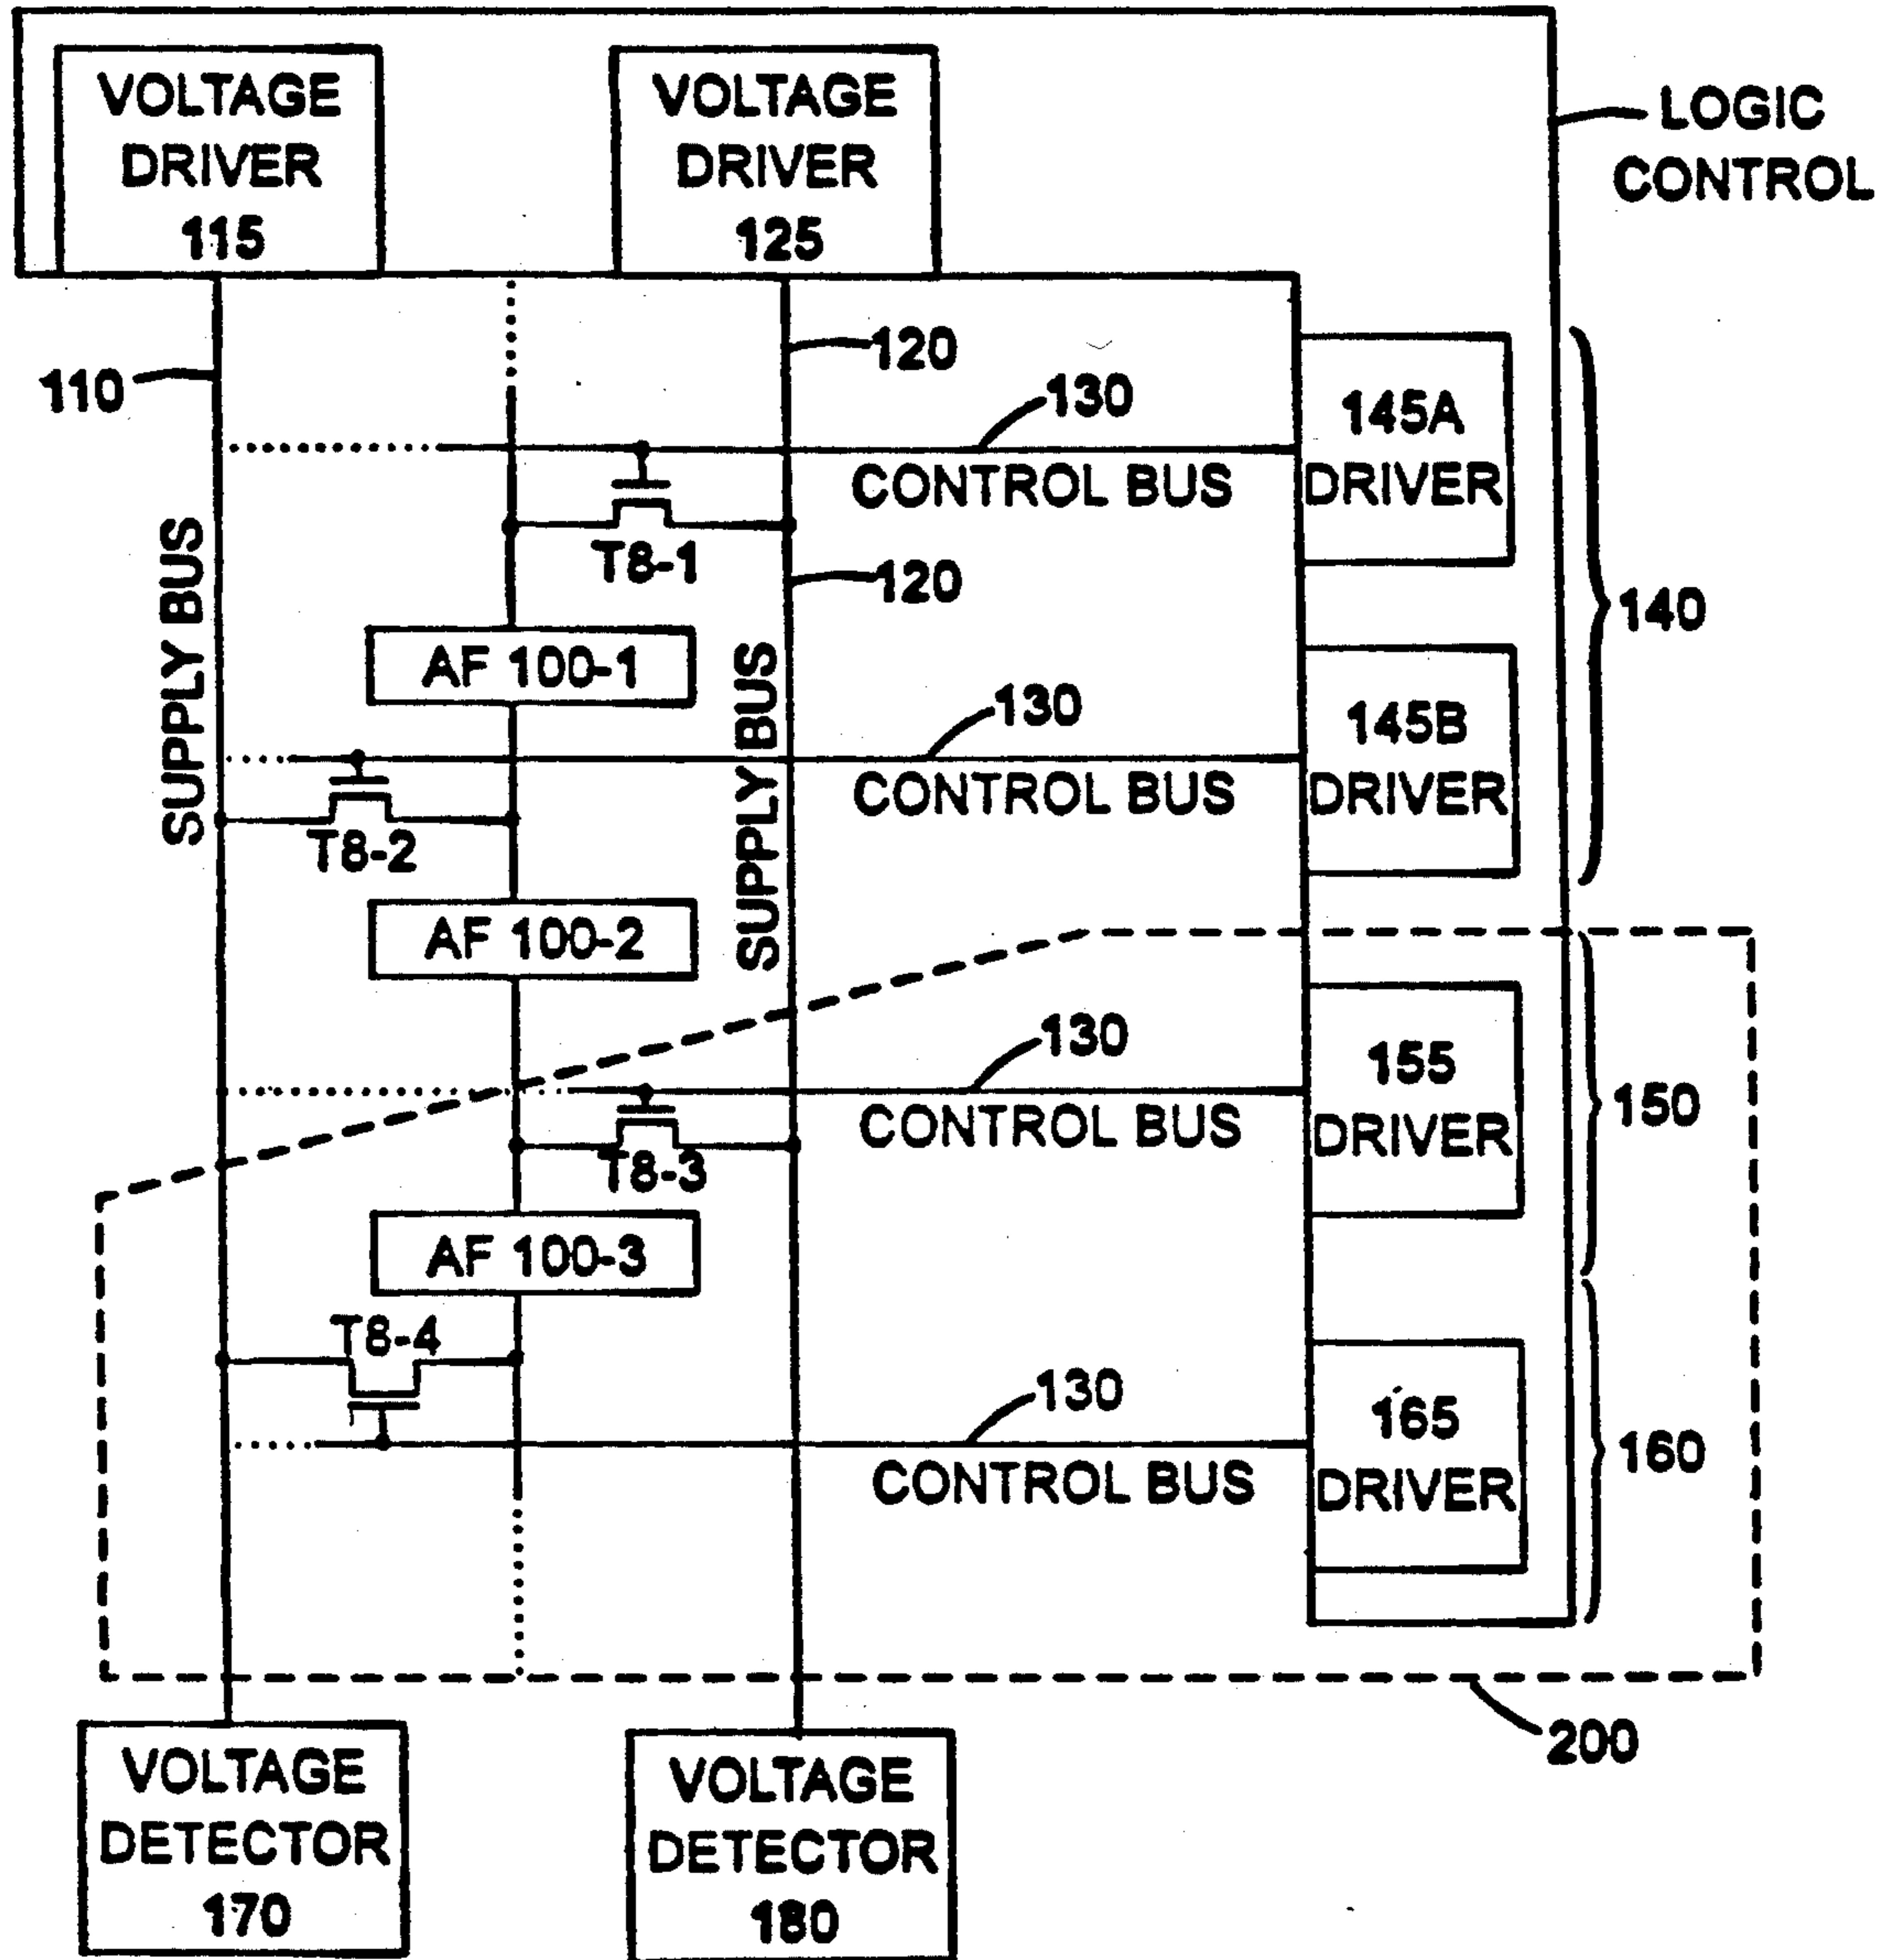 VOLTAGE
DRIVER
115
VOLTAGE
DRIVER
125
LOGIC
CONTROL
110
120
130
145A
DRIVER
CONTROL BUS
T8-1
120
140
SUPPLY BUS
AF 100-1
SUPPLY BUS
130
145B
DRIVER
CONTROL BUS
T8-2
AF 100-2
130
155
DRIVER
150
CONTROL BUS
T8-3
AF 100-3
T8-4
130
165
DRIVER
160
CONTROL BUS
200
VOLTAGE
DETECTOR
170
VOLTAGE
DETECTOR
180